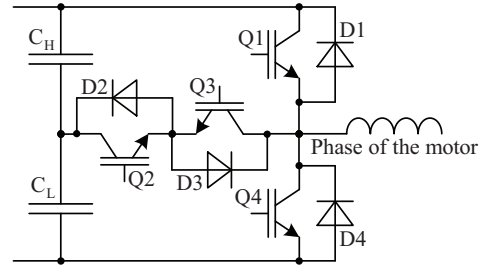 C_H
Q1
D1
D2
Q3
Phase of the motor
C_L
Q2
D3
Q4
D4